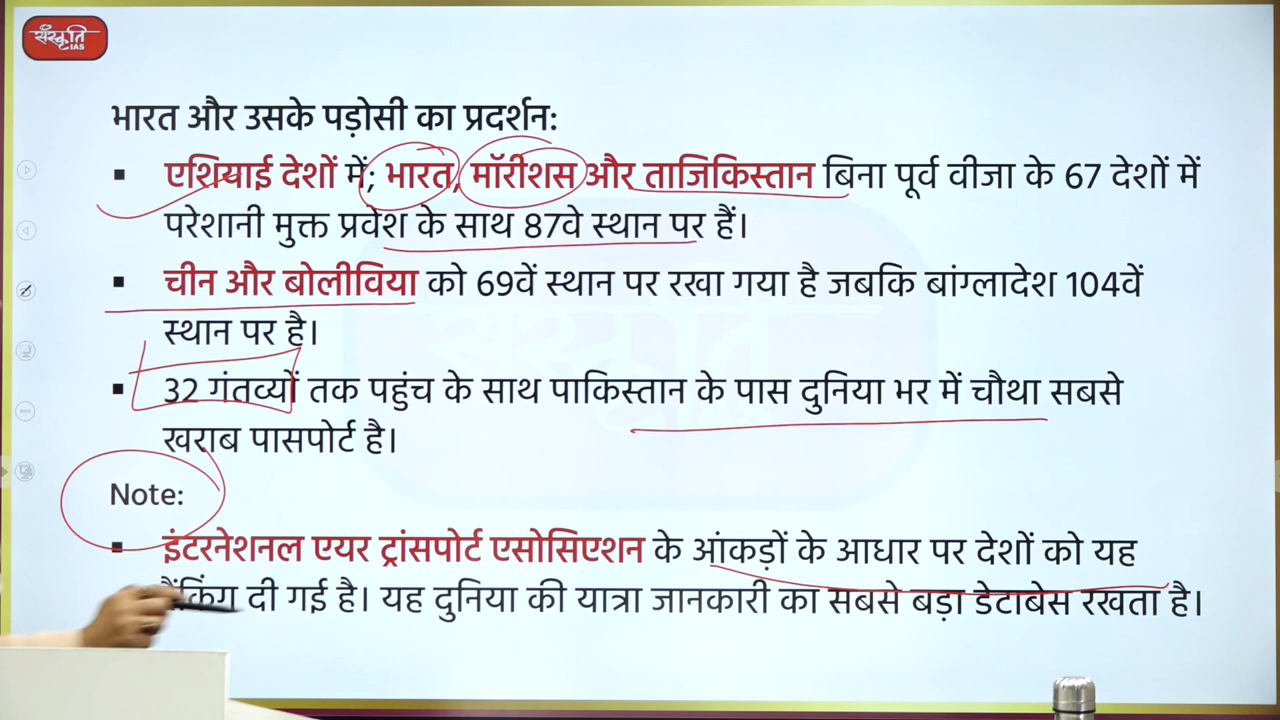 संस्कृति
IAS
भारत और उसके पड़ोसी का प्रदर्शन:
▪ एशियाई देशों में; भारत, मॉरीशस और ताजिकिस्तान बिना पूर्व वीजा के 67 देशों में
परेशानी मुक्त प्रवेश के साथ 87वे स्थान पर हैं।
▪ चीन और बोलीविया को 69वें स्थान पर रखा गया है जबकि बांग्लादेश 104वें
स्थान पर है।
▪ 32 गंतव्यों तक पहुंच के साथ पाकिस्तान के पास दुनिया भर में चौथा सबसे
खराब पासपोर्ट है।
Note:
▪ इंटरनेशनल एयर ट्रांसपोर्ट एसोसिएशन के आंकड़ों के आधार पर देशों को यह
दी गई है। यह दुनिया की यात्रा जानकारी का सबसे बड़ा डेटाबेस रखता है।